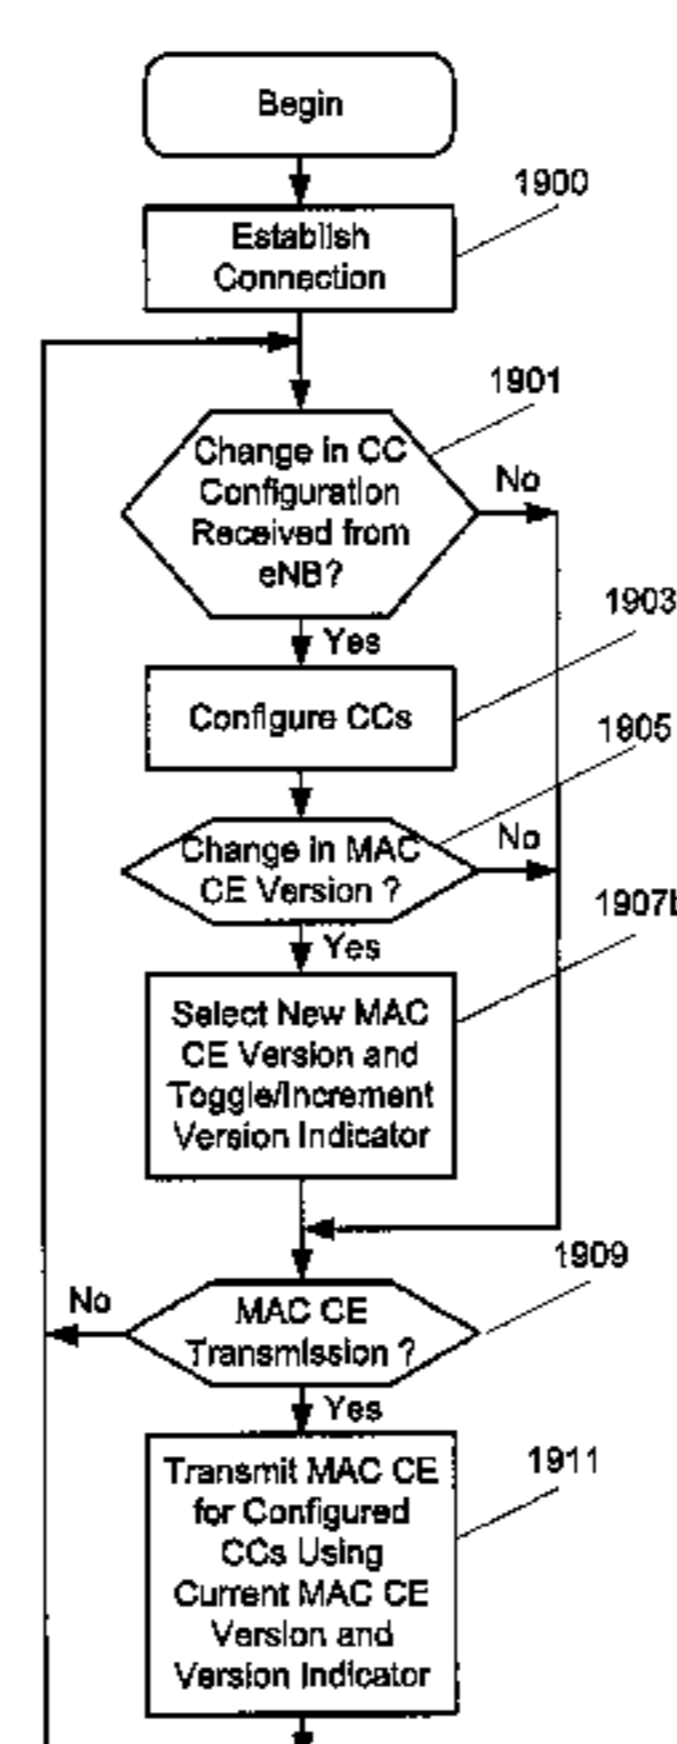 Begin
1900
Establish
Connection
1901
Change in CC
Configuration
Received from
eNB?
No
Yes
1903
Configure CCs
1905
Change in MAC
CE Version ?
No
Yes
1907b
Select New MAC
CE Version and
Toggle/Increment
Version Indicator
1909
MAC CE
Transmission ?
No
Yes
1911
Transmit MAC CE
for Configured
CCs Using
Current MAC CE
Version and
Version Indicator